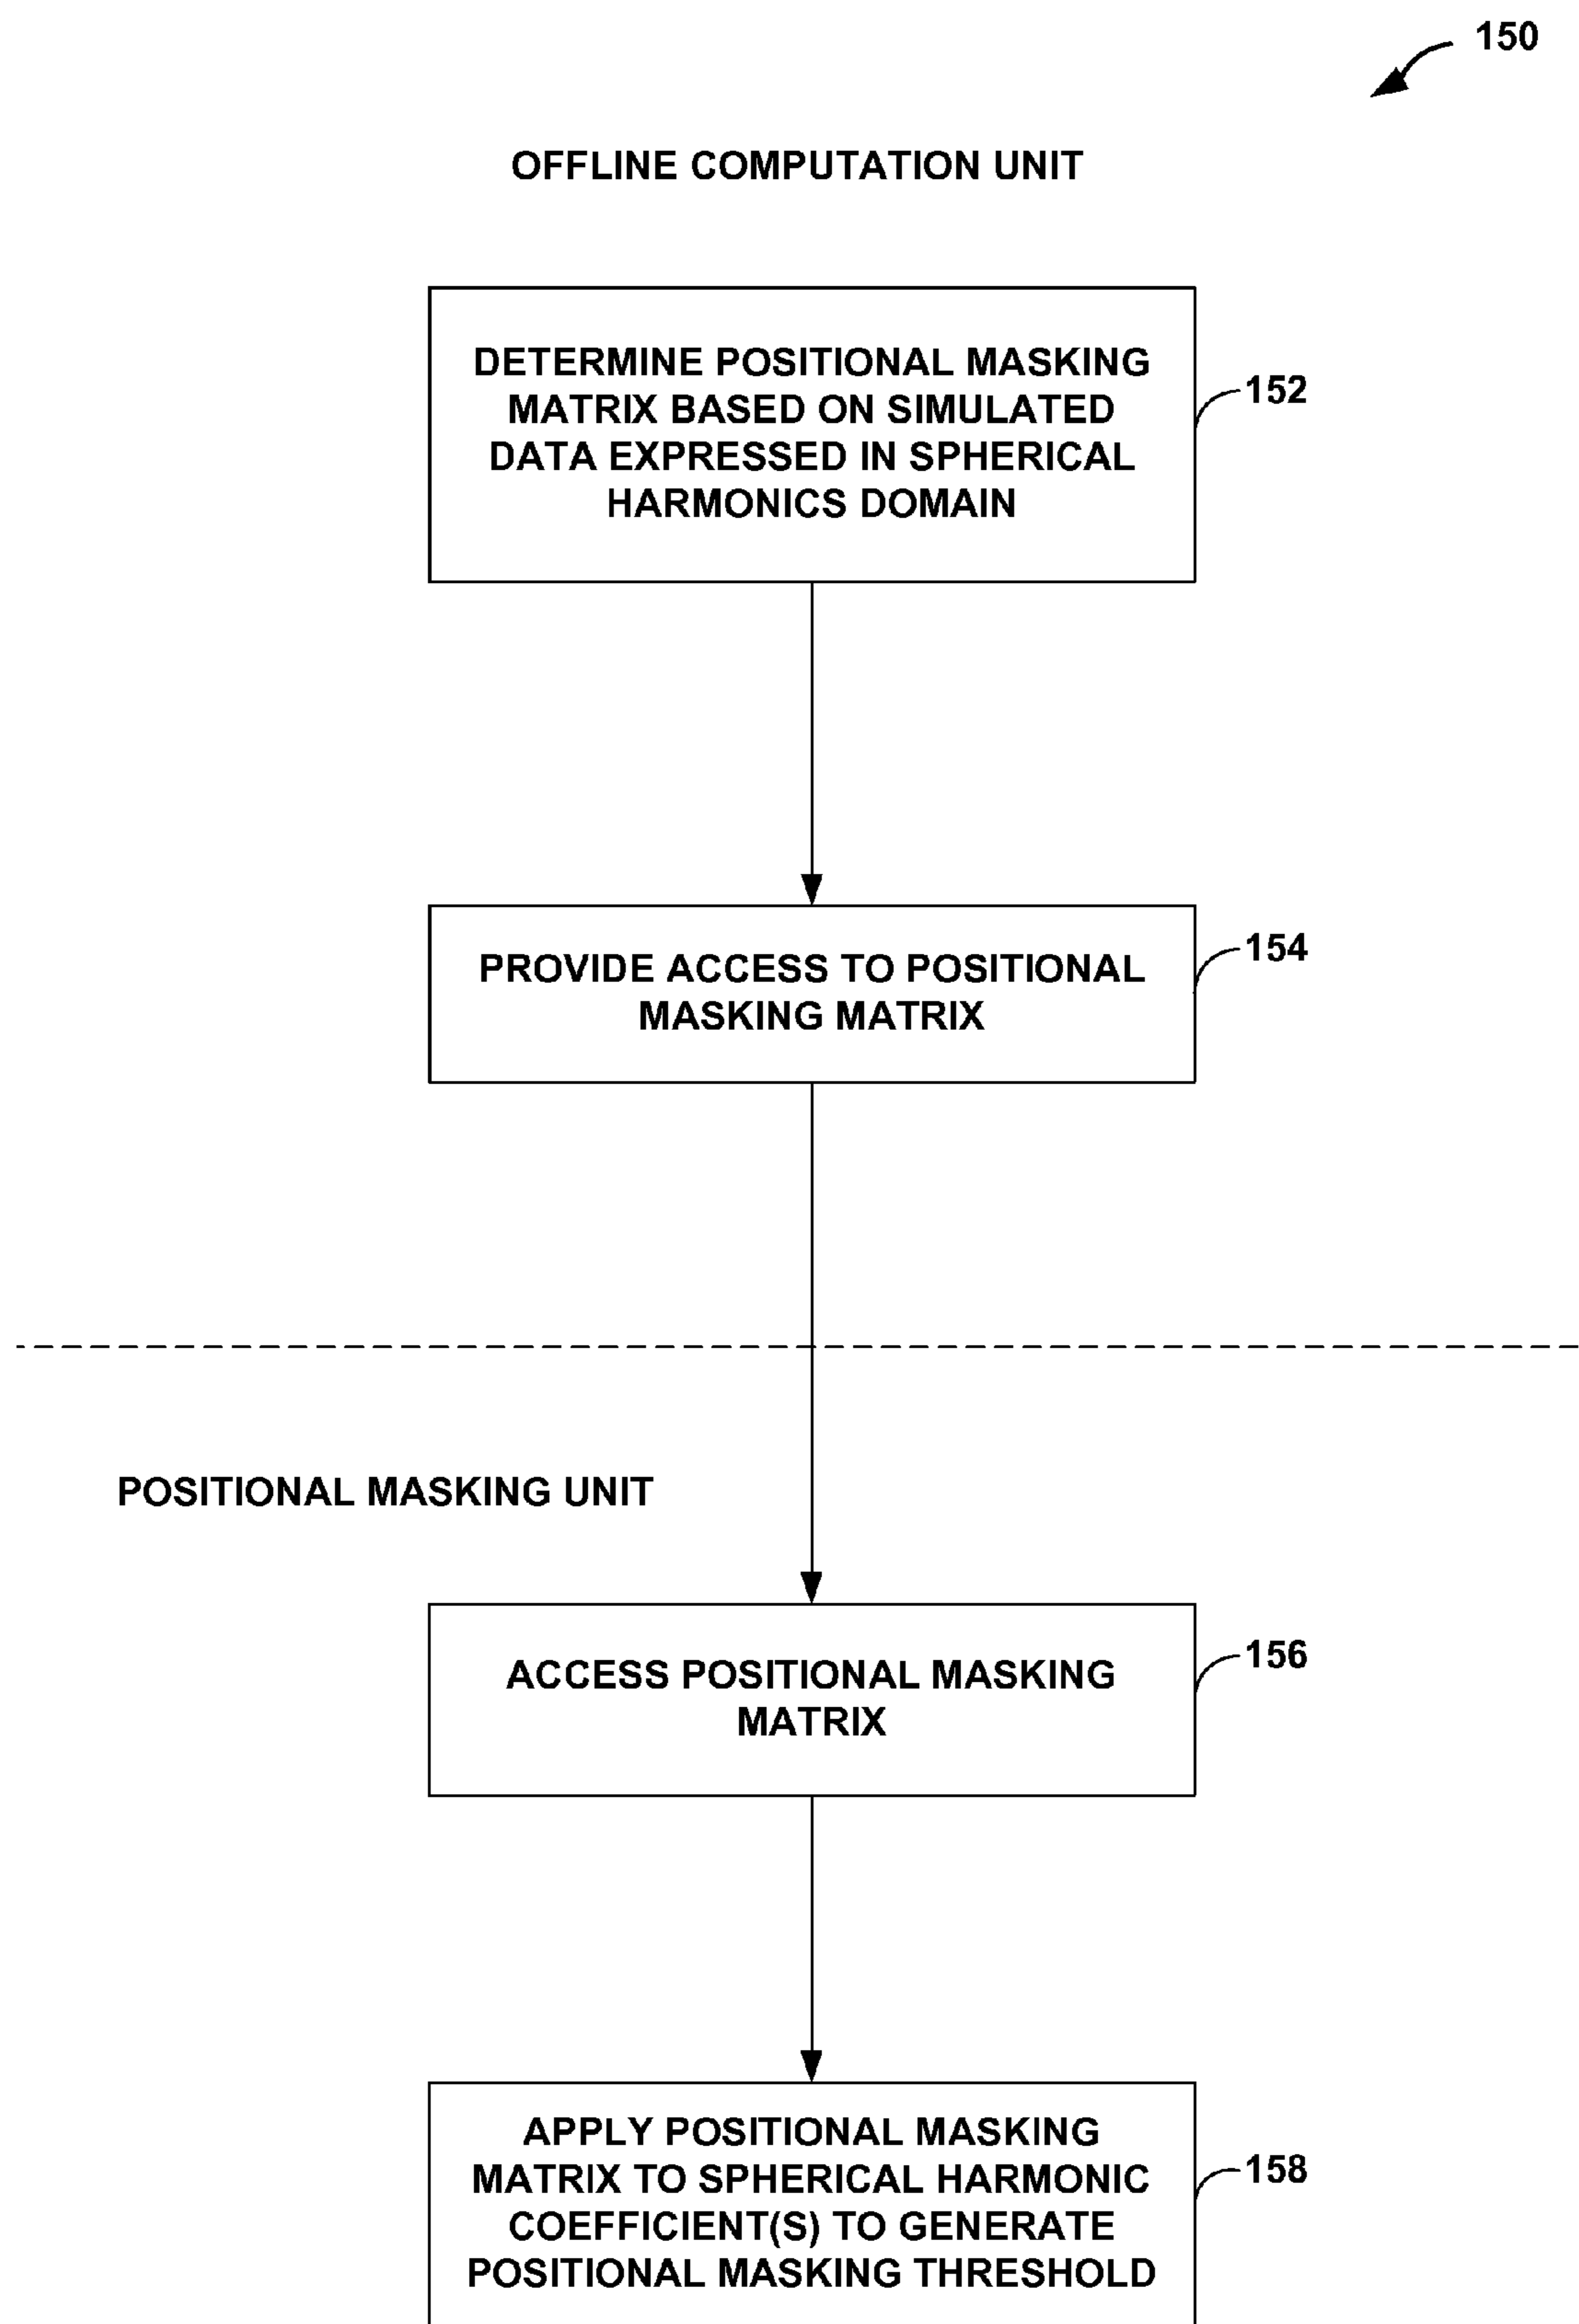 150
OFFLINE COMPUTATION UNIT
DETERMINE POSITIONAL MASKING
MATRIX BASED ON SIMULATED
DATA EXPRESSED IN SPHERICAL
HARMONICS DOMAIN
152
PROVIDE ACCESS TO POSITIONAL
MASKING MATRIX
154
POSITIONAL MASKING UNIT
ACCESS POSITIONAL MASKING
MATRIX
156
APPLY POSITIONAL MASKING
MATRIX TO SPHERICAL HARMONIC
COEFFICIENT(S) TO GENERATE
POSITIONAL MASKING THRESHOLD
158